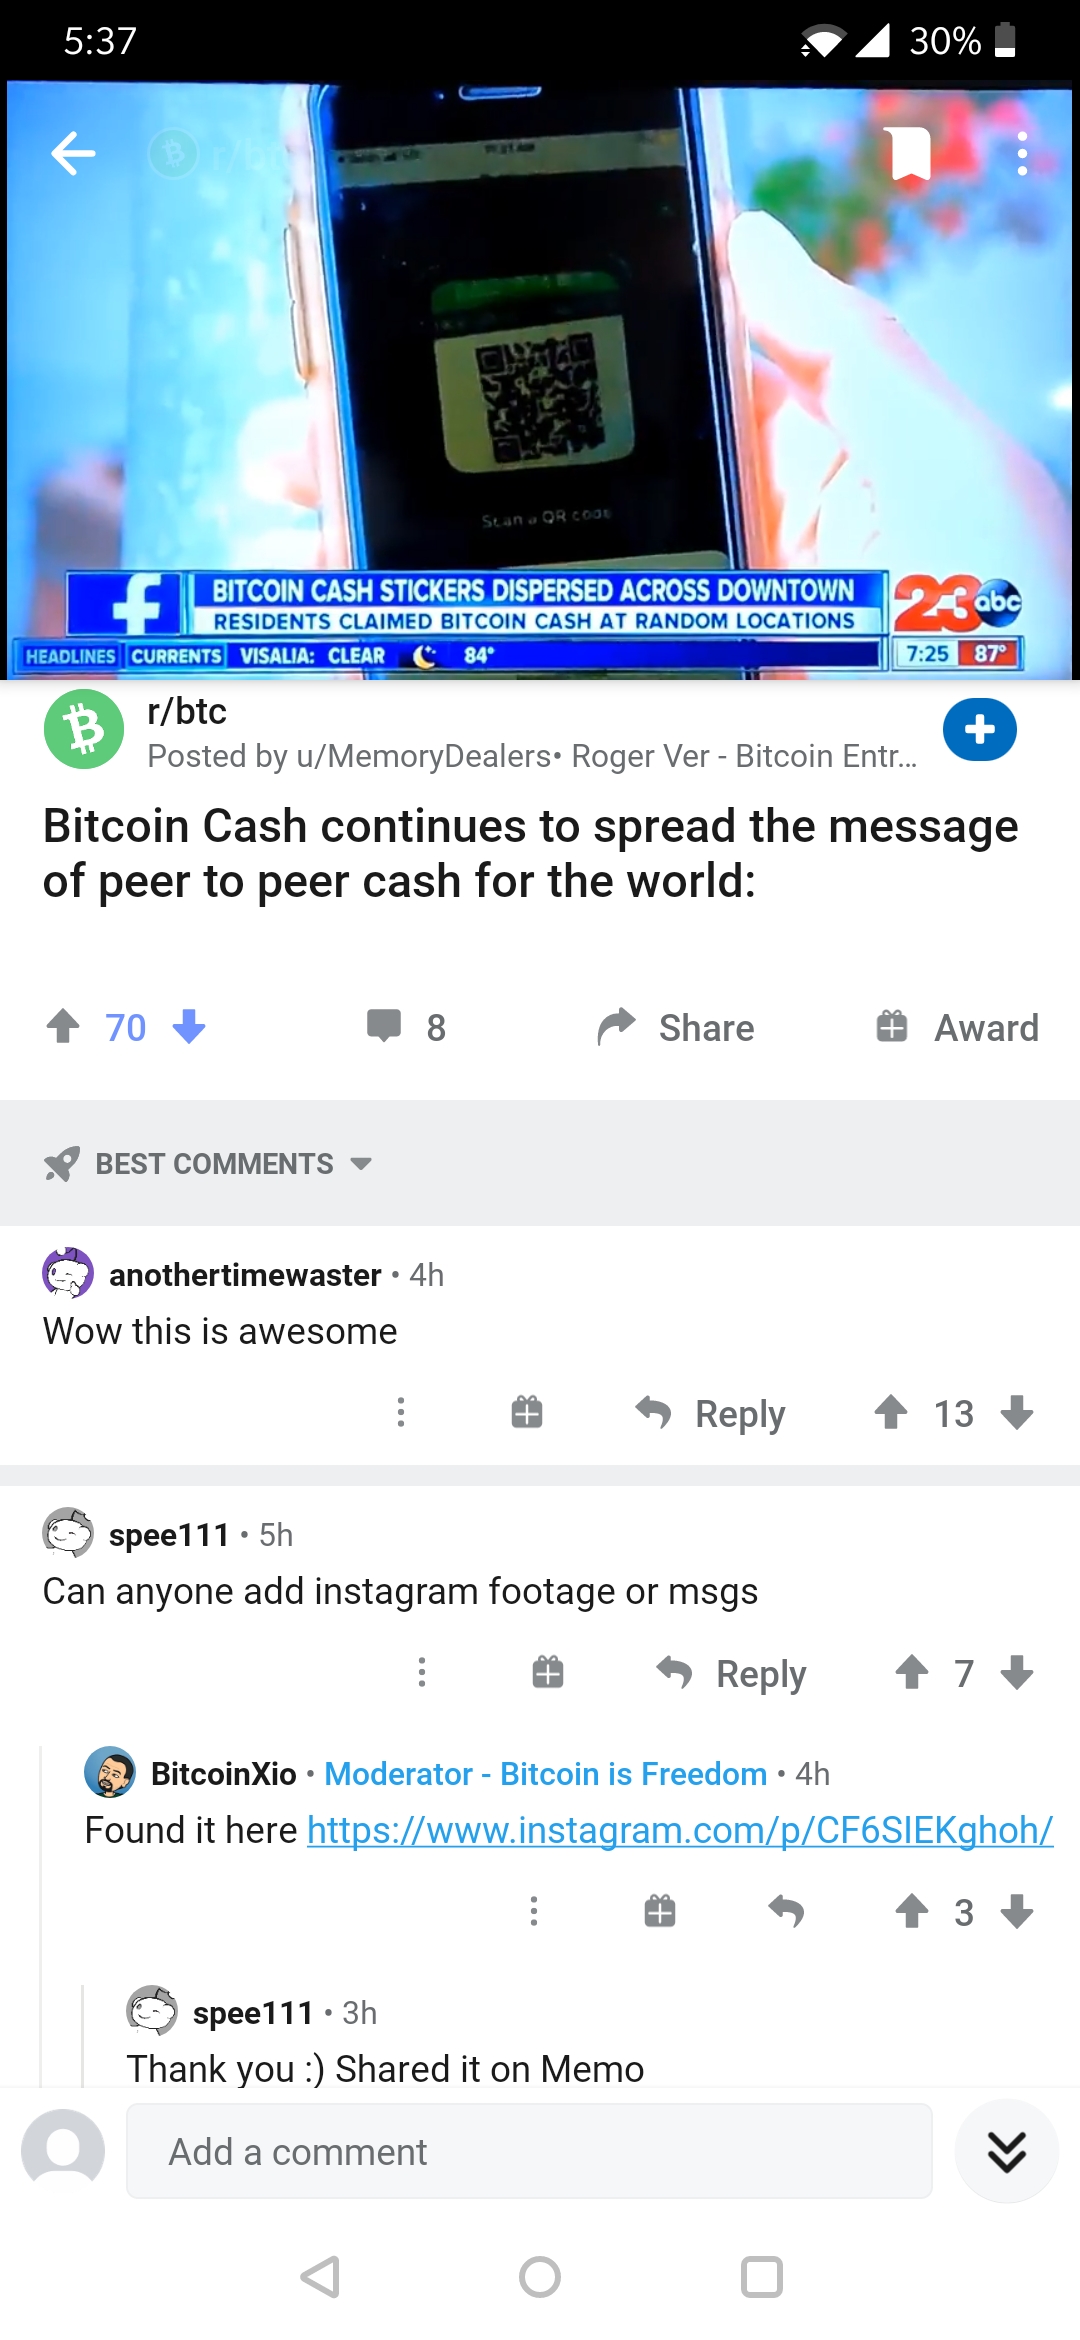 5:37
30%
r/bt
Scan a QR code
BITCOIN CASH STICKERS DISPERSED ACROSS DOWNTOWN
RESIDENTS CLAIMED BITCOIN CASH AT RANDOM LOCATIONS
23 abc
HEADLINES CURRENTS VISALIA: CLEAR 84°
7:25 87°
r/btc
Posted by u/MemoryDealers• Roger Ver - Bitcoin Entr...
Bitcoin Cash continues to spread the message
of peer to peer cash for the world:
70 8 Share Award
BEST COMMENTS
anothertimewaster • 4h
Wow this is awesome
Reply 13
spee111 • 5h
Can anyone add instagram footage or msgs
Reply 7
BitcoinXio • Moderator - Bitcoin is Freedom • 4h
Found it here https://www.instagram.com/p/CF6SIEKghoh/
3
spee111 • 3h
Thank you :) Shared it on Memo
Add a comment